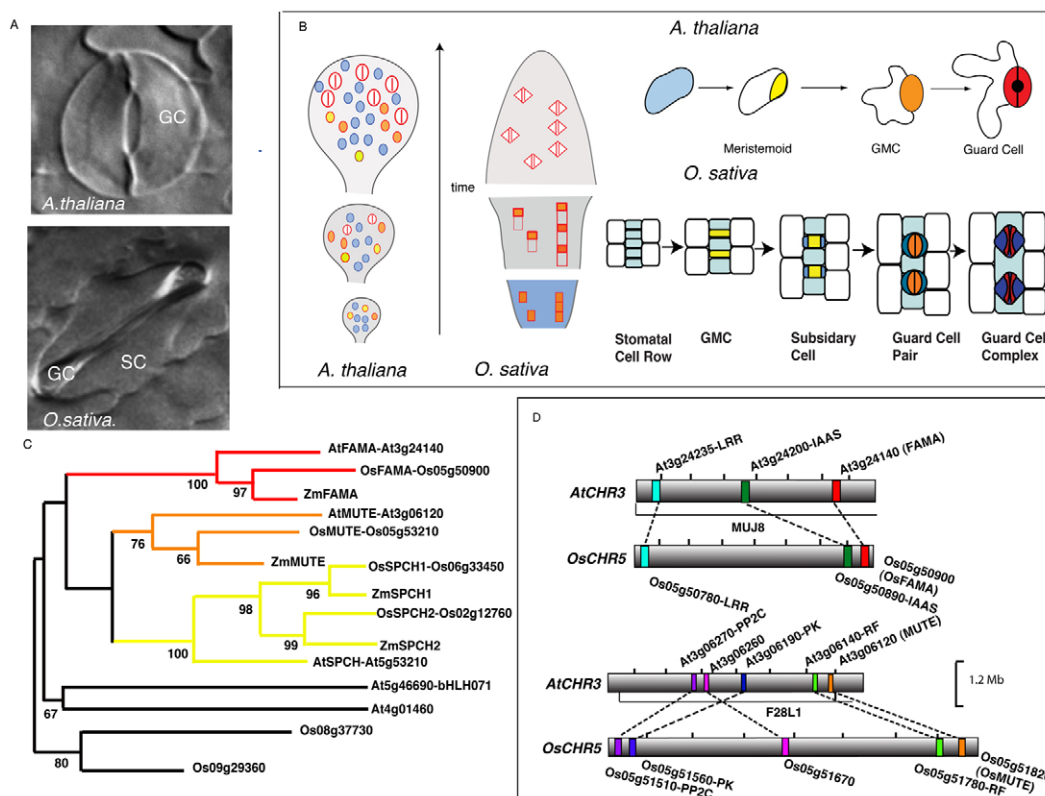 A
GC
A.thaliana
GC
SC
O.sativa.
B
A. thaliana
Meristemoid
GMC
Guard Cell
O. sativa
time
Stomatal
Cell Row
GMC
Subsidary
Cell
Guard Cell
Pair
Guard Cel
Complex
A. thaliana
O. sativa
C
AtFAMA-At3g24140
OsFAMA-Os05g50900
ZmFAMA
AtMUTE-At3g06120
OsMUTE-Os05g53210
ZmMUTE
OsSPCH1-Os06g33450
ZmSPCH1
OsSPCH2-Os02g12760
ZmSPCH2
AtSPCH-At5g53210
At5g46690-bHLH071
At4g01460
Os08g37730
Os09g29360
100
97
76
66
96
98
99
100
67
80
D
At3g24235-LRR
At3g24200-IAAS
At3g24140 (FAMA)
AtCHR3
MUJ8
OsCHR5
Os05g50780-LRR
Os05g50890-IAAS
Os05g50900
(OsFAMA)
At3g06270-PP2C
At3g06260
At3g06190-PK
At3g06140-RF
At3g06120 (MUTE)
AtCHR3
F28L1
1.2 Mb
OsCHR5
Os05g51510-PP2C
Os05g51560-PK
Os05g51670
Os05g51780-RF
Os05g5182
(OsMUTE)